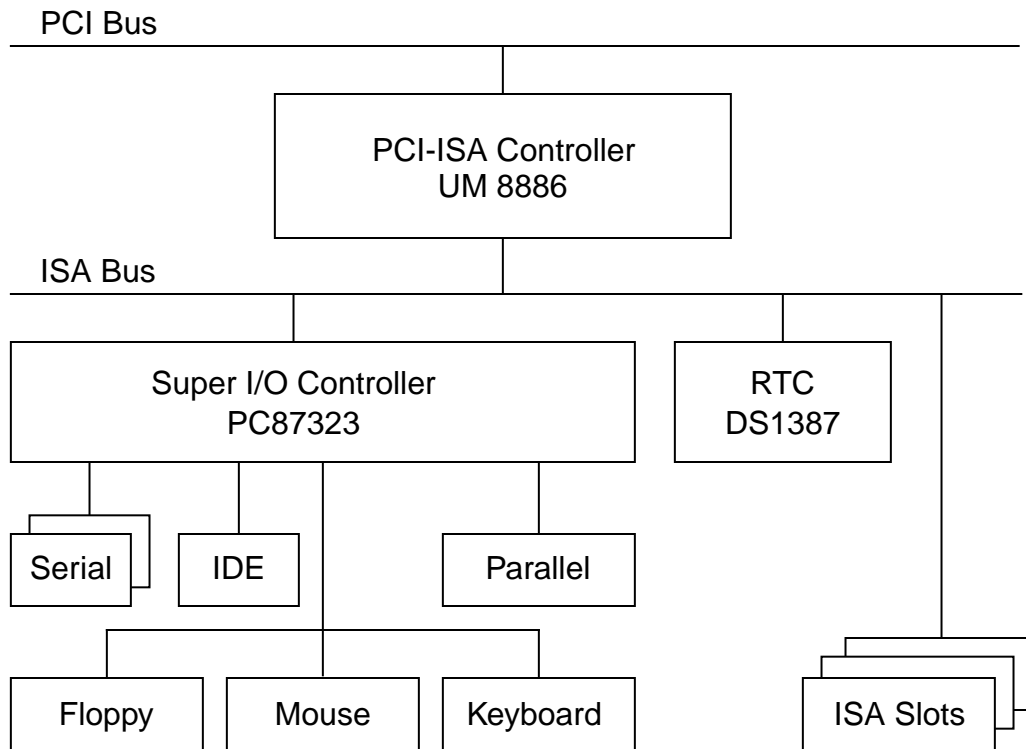 PCI Bus
PCI-ISA Controller
UM 8886
ISA Bus
Super I/O Controller
PC87323
RTC
DS1387
Serial
IDE
Parallel
Floppy
Mouse
Keyboard
ISA Slots